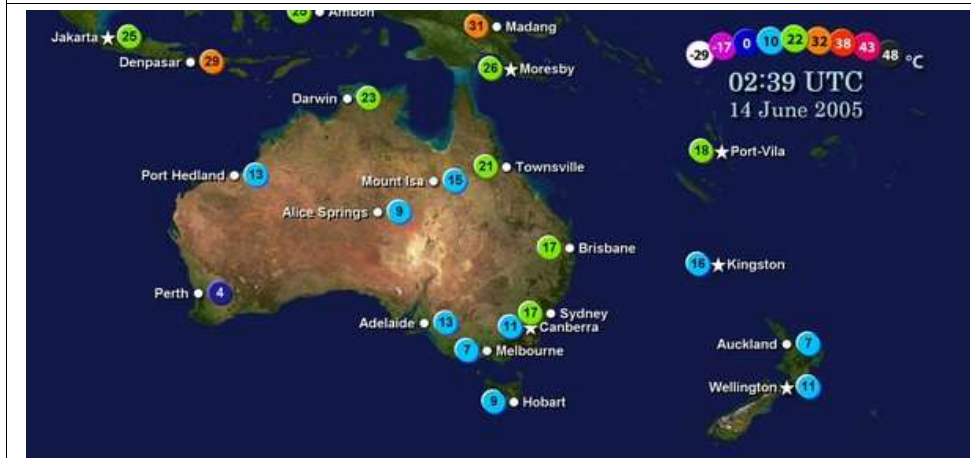 25 Ambon
Jakarta 25
31 Madang
Denpasar 29
26 Moresby
-29 -17 0 10 22 32 38 43 48 °C
02:39 UTC
14 June 2005
Darwin 23
18 Port-Vila
Port Hedland 13
21 Townsville
Mount Isa 15
Alice Springs 9
17 Brisbane
16 Kingston
Perth 4
17 Sydney
Adelaide 13
11 Canberra
7 Melbourne
Auckland 7
Wellington 11
9 Hobart